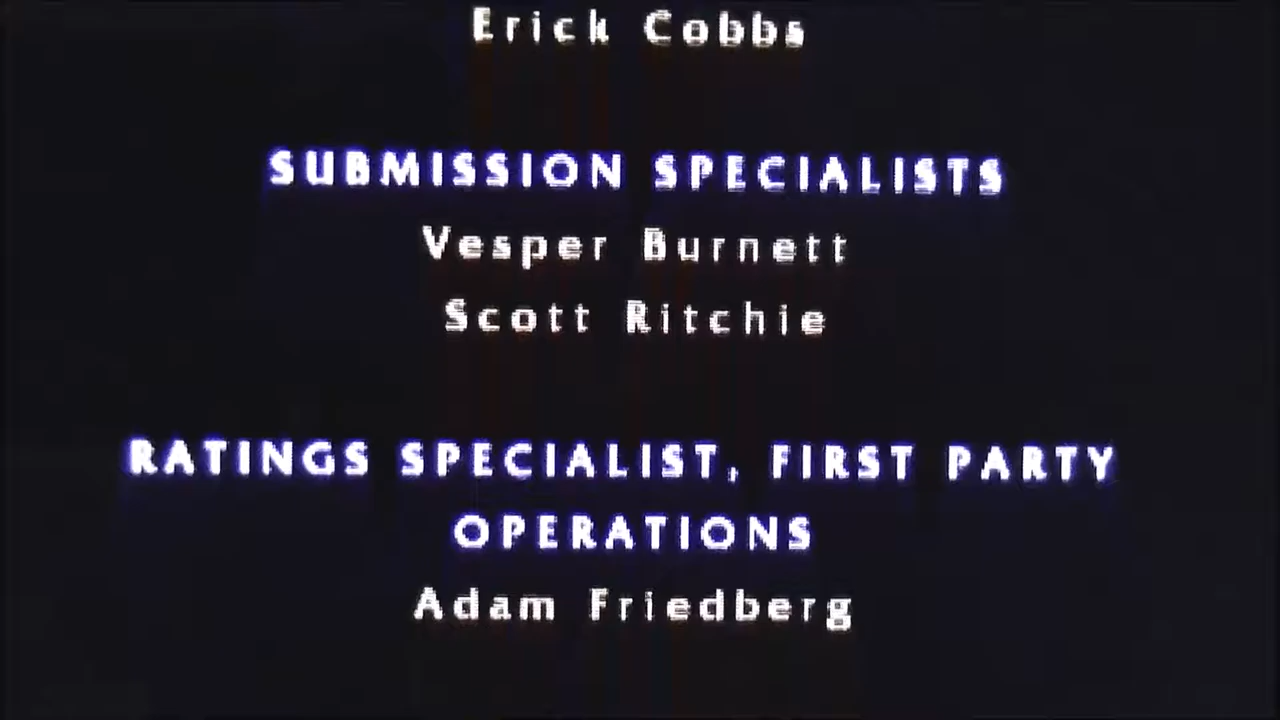 Erick Cobbs
SUBMISSION SPECIALISTS
Vesper Burnett
Scott Ritchie
RATINGS SPECIALIST, FIRST PARTY
OPERATIONS
Adam Friedberg